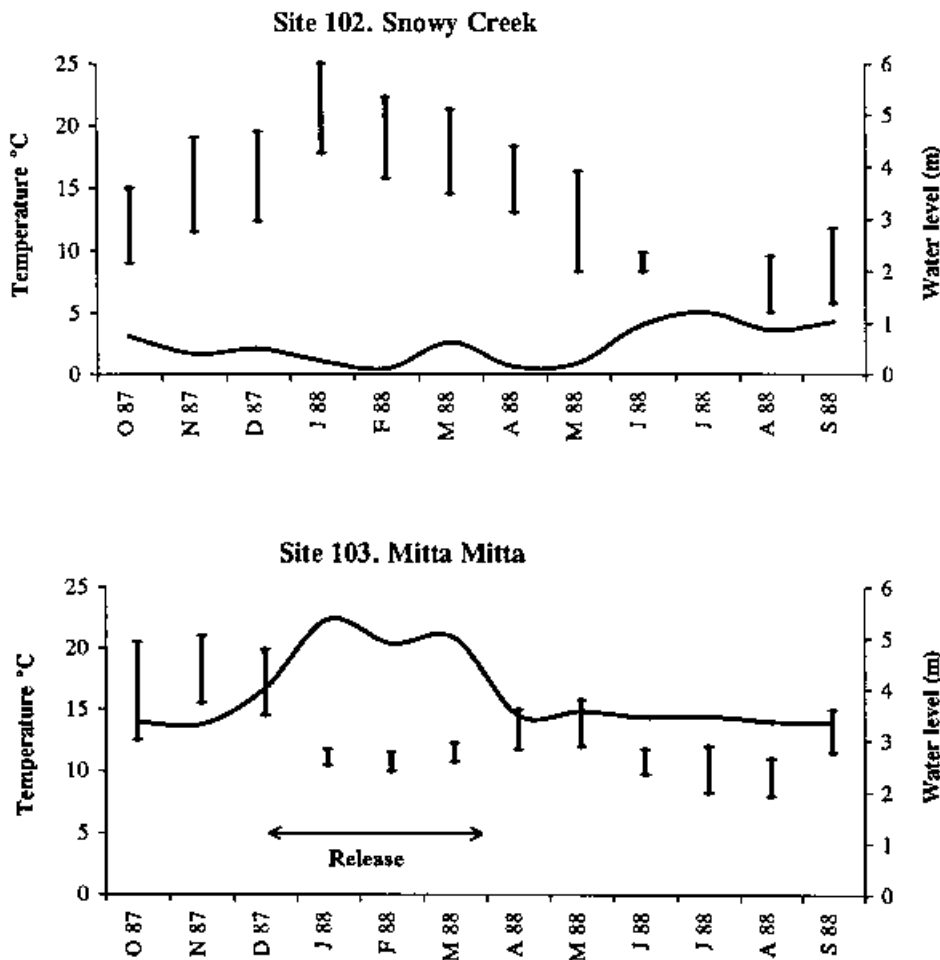 Site 102. Snowy Creek
Temperature °C
25
20
15
10
5
0
Water level (m)
6
5
4
3
2
1
0
O 87
N 87
D 87
J 88
F 88
M 88
A 88
M 88
J 88
J 88
A 88
S 88
Site 103. Mitta Mitta
Temperature °C
25
20
15
10
5
0
Water level (m)
6
5
4
3
2
1
0
Release
O 87
N 87
D 87
J 88
F 88
M 88
A 88
M 88
J 88
J 88
A 88
S 88